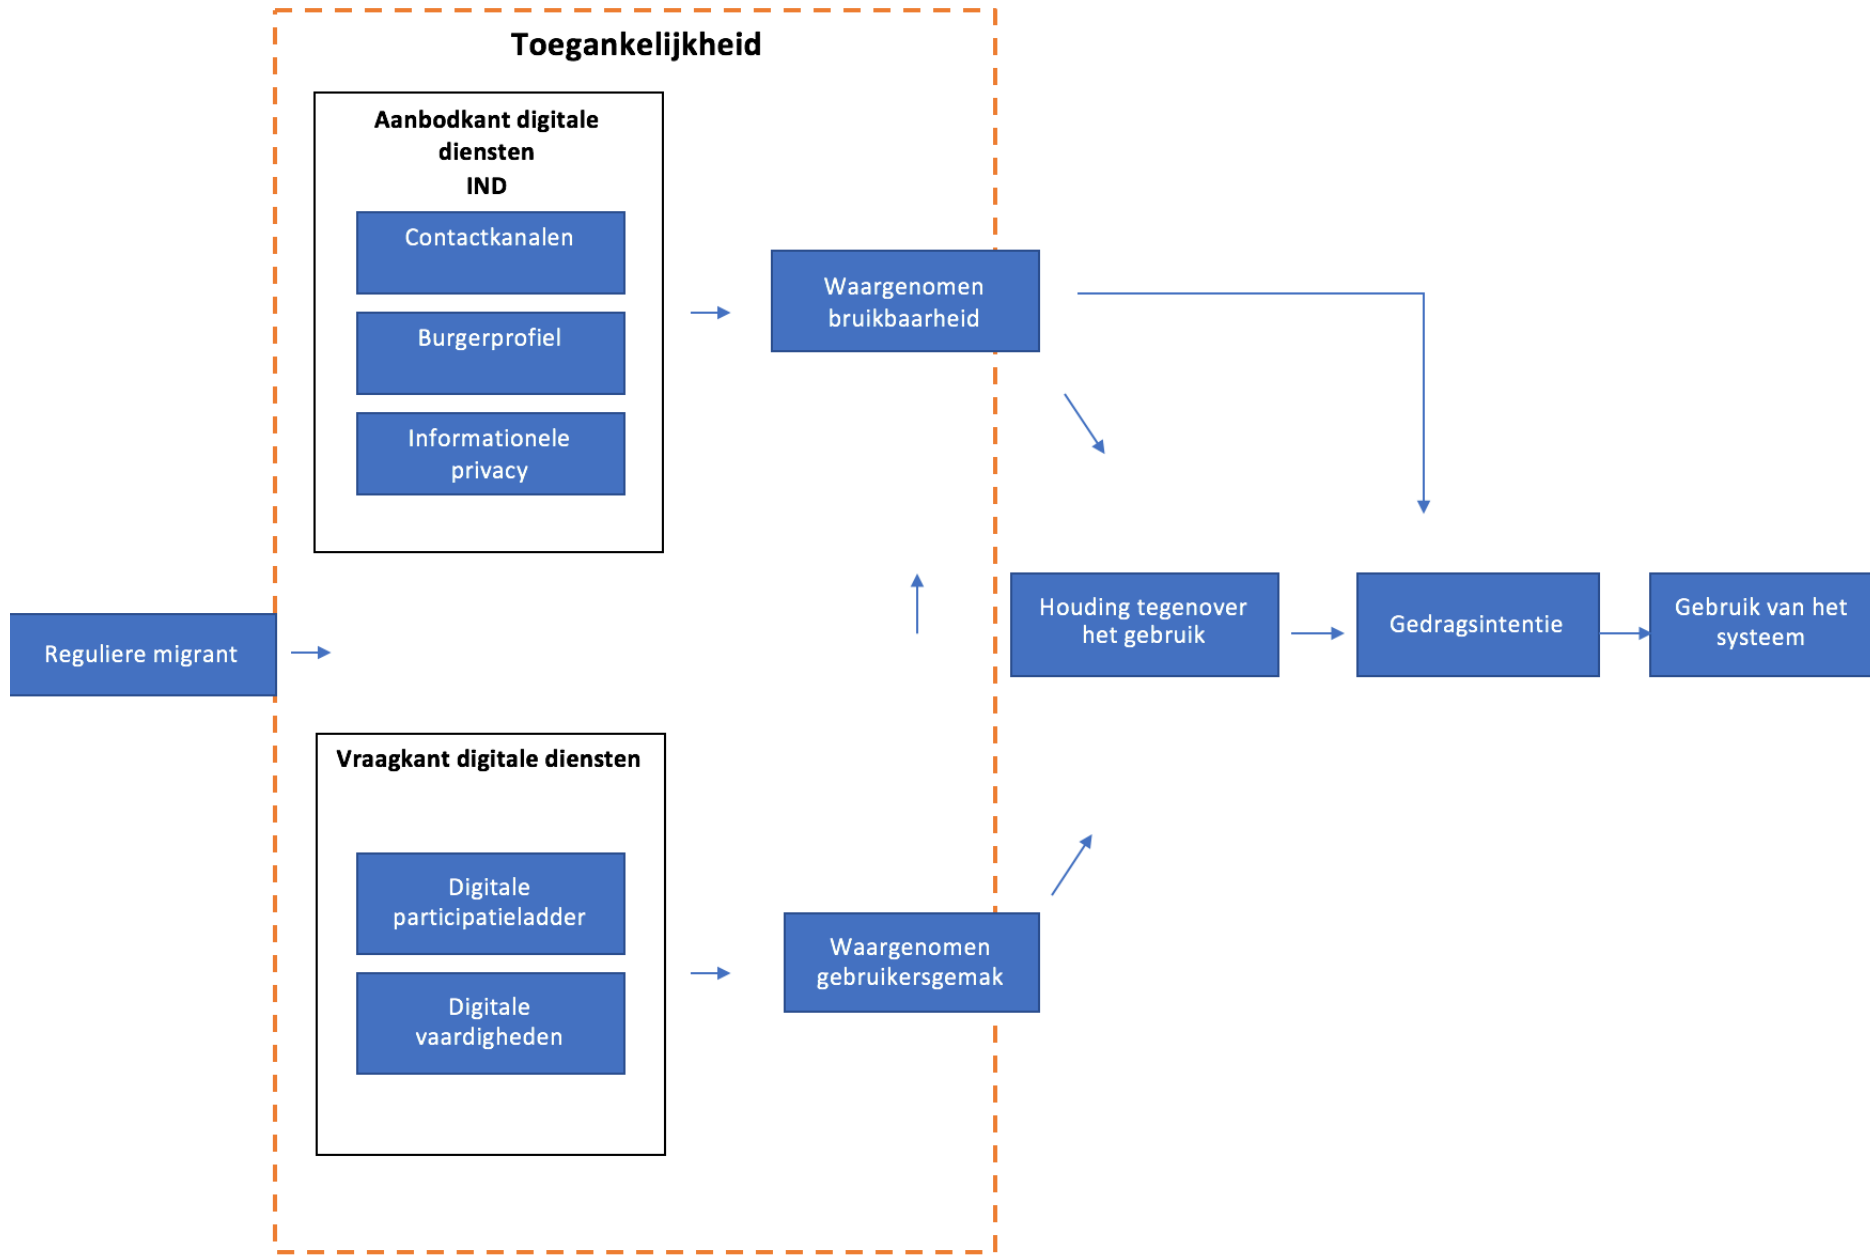 Toegankelijkheid
Aanbodkant digitale
diensten
IND
Contactkanalen
Burgerprofiel
Informationele
privacy
Waargenomen
bruikbaarheid
Reguliere migrant
Houding tegenover
het gebruik
Gedragsintentie
Gebruik van het
systeem
Vraagkant digitale diensten
Digitale
participatieladder
Digitale
vaardigheden
Waargenomen
gebruikersgemak